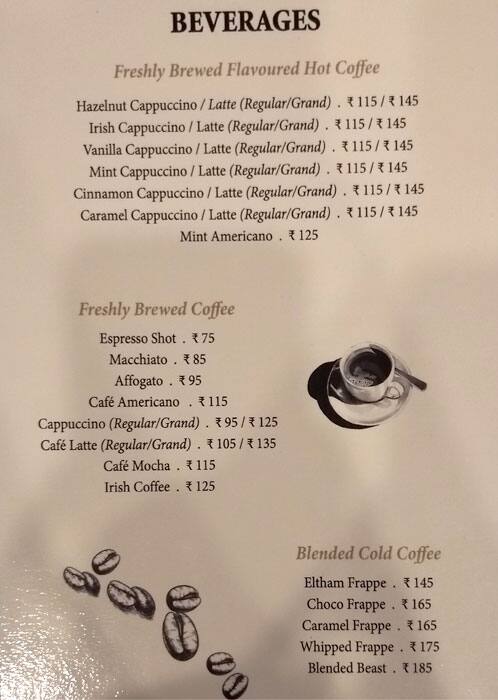 BEVERAGES
Freshly Brewed Flavoured Hot Coffee
Hazelnut Cappuccino / Latte (Regular/Grand) . ₹ 115 / ₹ 145
Irish Cappuccino / Latte (Regular/Grand) . ₹ 115 / ₹ 145
Vanilla Cappuccino / Latte (Regular/Grand) . ₹ 115 / ₹ 145
Mint Cappuccino / Latte (Regular/Grand) . ₹ 115 / ₹ 145
Cinnamon Cappuccino / Latte (Regular/Grand) . ₹ 115 / ₹ 145
Caramel Cappuccino / Latte (Regular/Grand) . ₹ 115 / ₹ 145
Mint Americano . ₹ 125
Freshly Brewed Coffee
Espresso Shot . ₹ 75
Macchiato . ₹ 85
Affogato . ₹ 95
Café Americano . ₹ 115
Cappuccino (Regular/Grand) . ₹ 95 / ₹ 125
Café Latte (Regular/Grand) . ₹ 105 / ₹ 135
Café Mocha . ₹ 115
Irish Coffee . ₹ 125
Blended Cold Coffee
Eltham Frappe . ₹ 145
Choco Frappe . ₹ 165
Caramel Frappe . ₹ 165
Whipped Frappe . ₹ 175
Blended Beast . ₹ 185